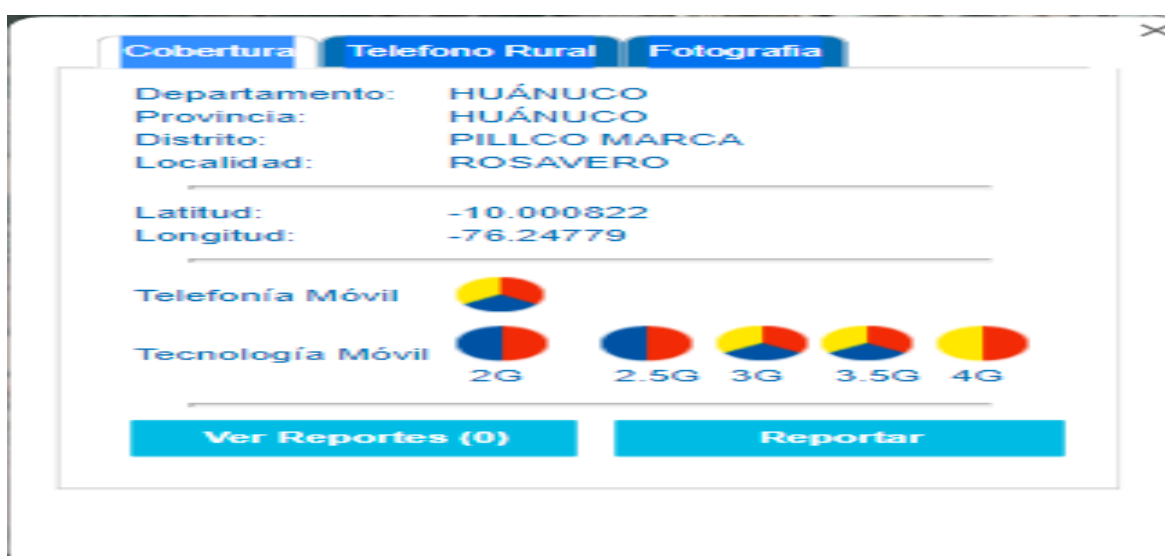 Cobertura Telefono Rural Fotografia
Departamento: HUÁNUCO
Provincia: HUÁNUCO
Distrito: PILLCO MARCA
Localidad: ROSAVERO
Latitud: -10.000822
Longitud: -76.24779
Telefonía Móvil
Tecnología Móvil
2G 2.5G 3G 3.5G 4G
Ver Reportes (0) Reportar